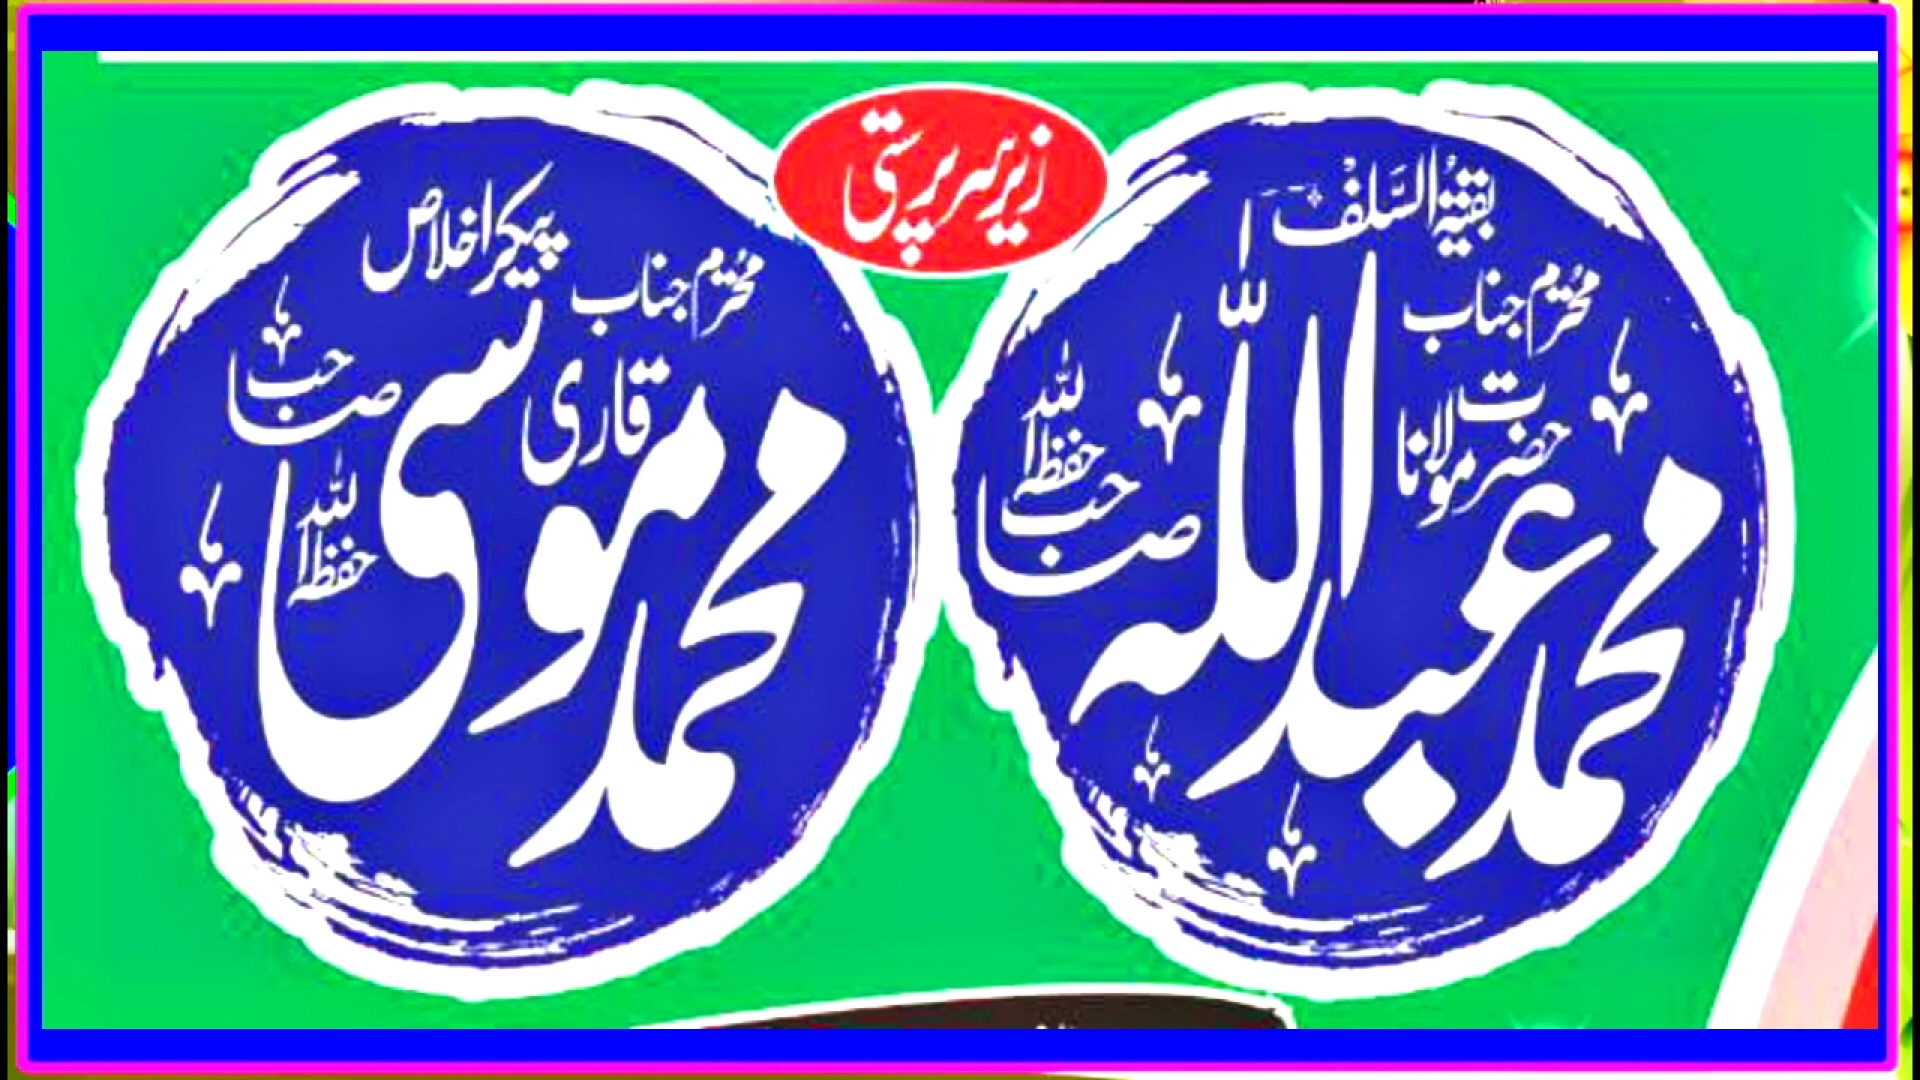 زیر سرپرستی
بقیۃ السلف
محترم جناب
حضرت مولانا
محمد عبداللہ
صاحب
حفظہ اللہ
پیکر اخلاص
محترم جناب
قاری
محمد موسیٰ
صاحب
حفظہ اللہ